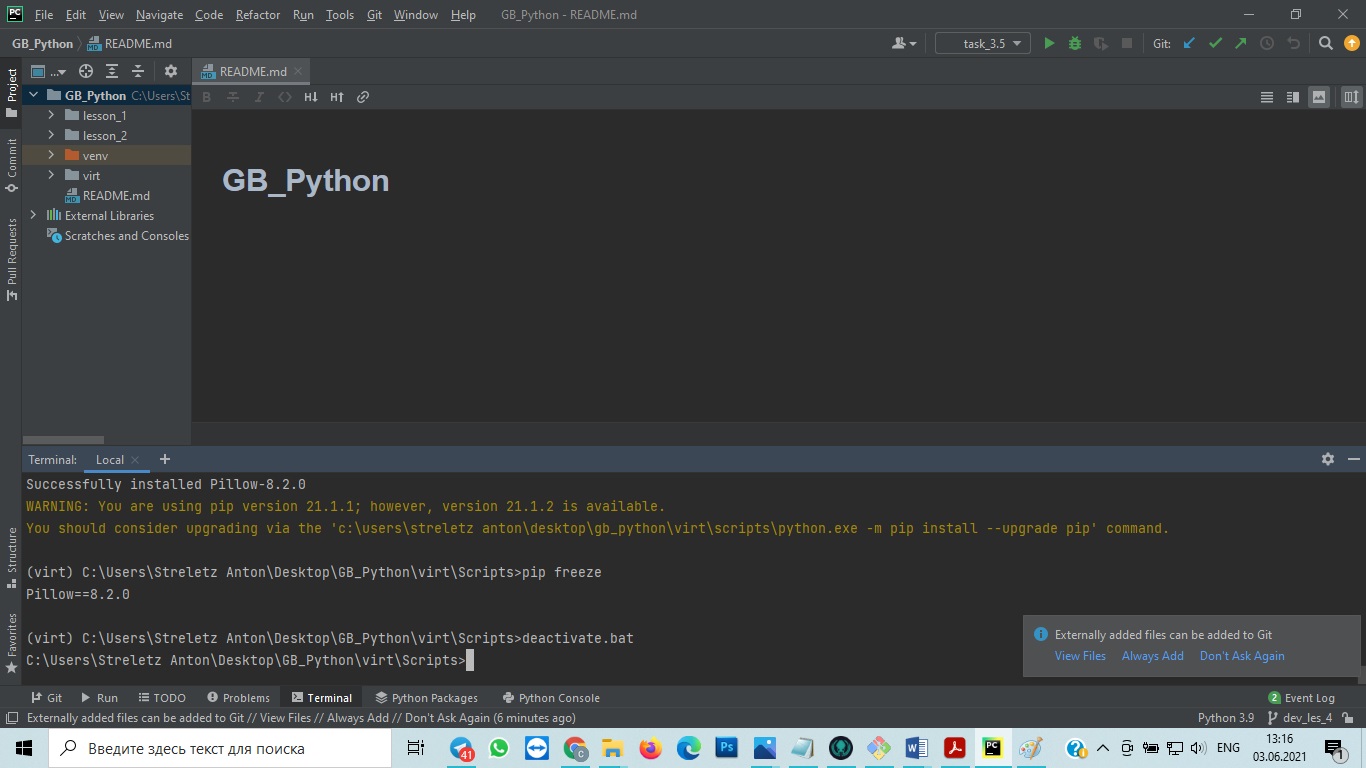 PC File Edit View Navigate Code Refactor Run Tools Git Window Help GB_Python - README.md
GB_Python README.md task_3.5 Git:
Project
Commit
Pull Requests
Structure
Favorites
...
GB_Python C:\Users\St
lesson_1
lesson_2
venv
virt
README.md
External Libraries
Scratches and Consoles
README.md
B I <> H↓ H↑
GB_Python
Terminal: Local +
Successfully installed Pillow-8.2.0
WARNING: You are using pip version 21.1.1; however, version 21.1.2 is available.
You should consider upgrading via the 'c:\users\streletz anton\desktop\gb_python\virt\scripts\python.exe -m pip install --upgrade pip' command.
(virt) C:\Users\Streletz Anton\Desktop\GB_Python\virt\Scripts>pip freeze
Pillow==8.2.0
(virt) C:\Users\Streletz Anton\Desktop\GB_Python\virt\Scripts>deactivate.bat
C:\Users\Streletz Anton\Desktop\GB_Python\virt\Scripts>
Externally added files can be added to Git
View Files Always Add Don't Ask Again
Git Run TODO Problems Terminal Python Packages Python Console 2 Event Log
Externally added files can be added to Git // View Files // Always Add // Don't Ask Again (6 minutes ago) Python 3.9 dev_les_4
Введите здесь текст для поиска 41 Ps W PC ENG 13:16
03.06.2021 1